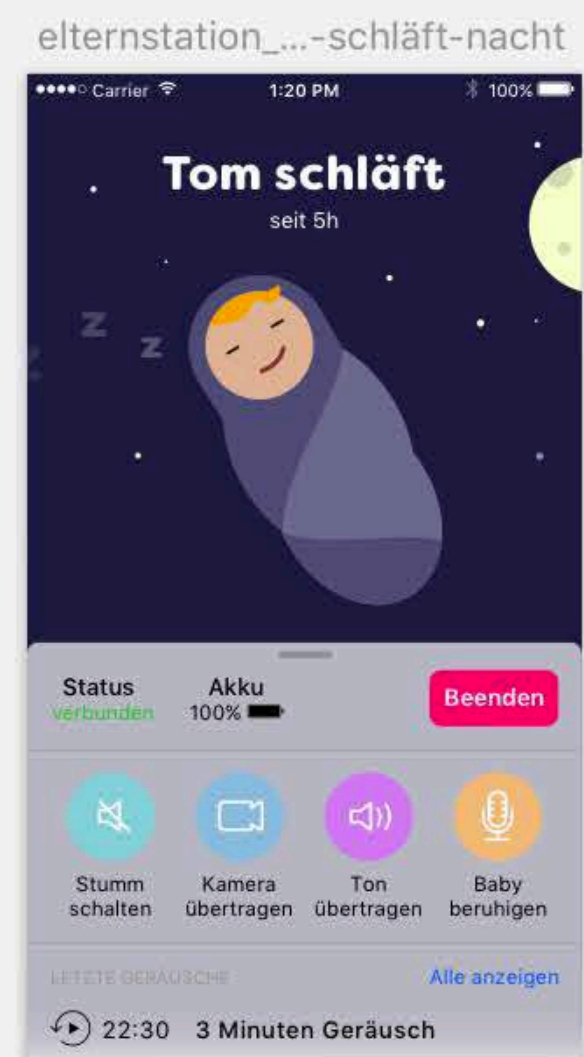 elternstation_...-schläft-nacht
Carrier 1:20 PM 100%
Tom schläft
seit 5h
z
z
z
Status Akku Beenden
verbunden 100%
Stumm schalten
Kamera übertragen
Ton übertragen
Baby beruhigen
LETZTE GERÄUSCHE Alle anzeigen
22:30 3 Minuten Geräusch